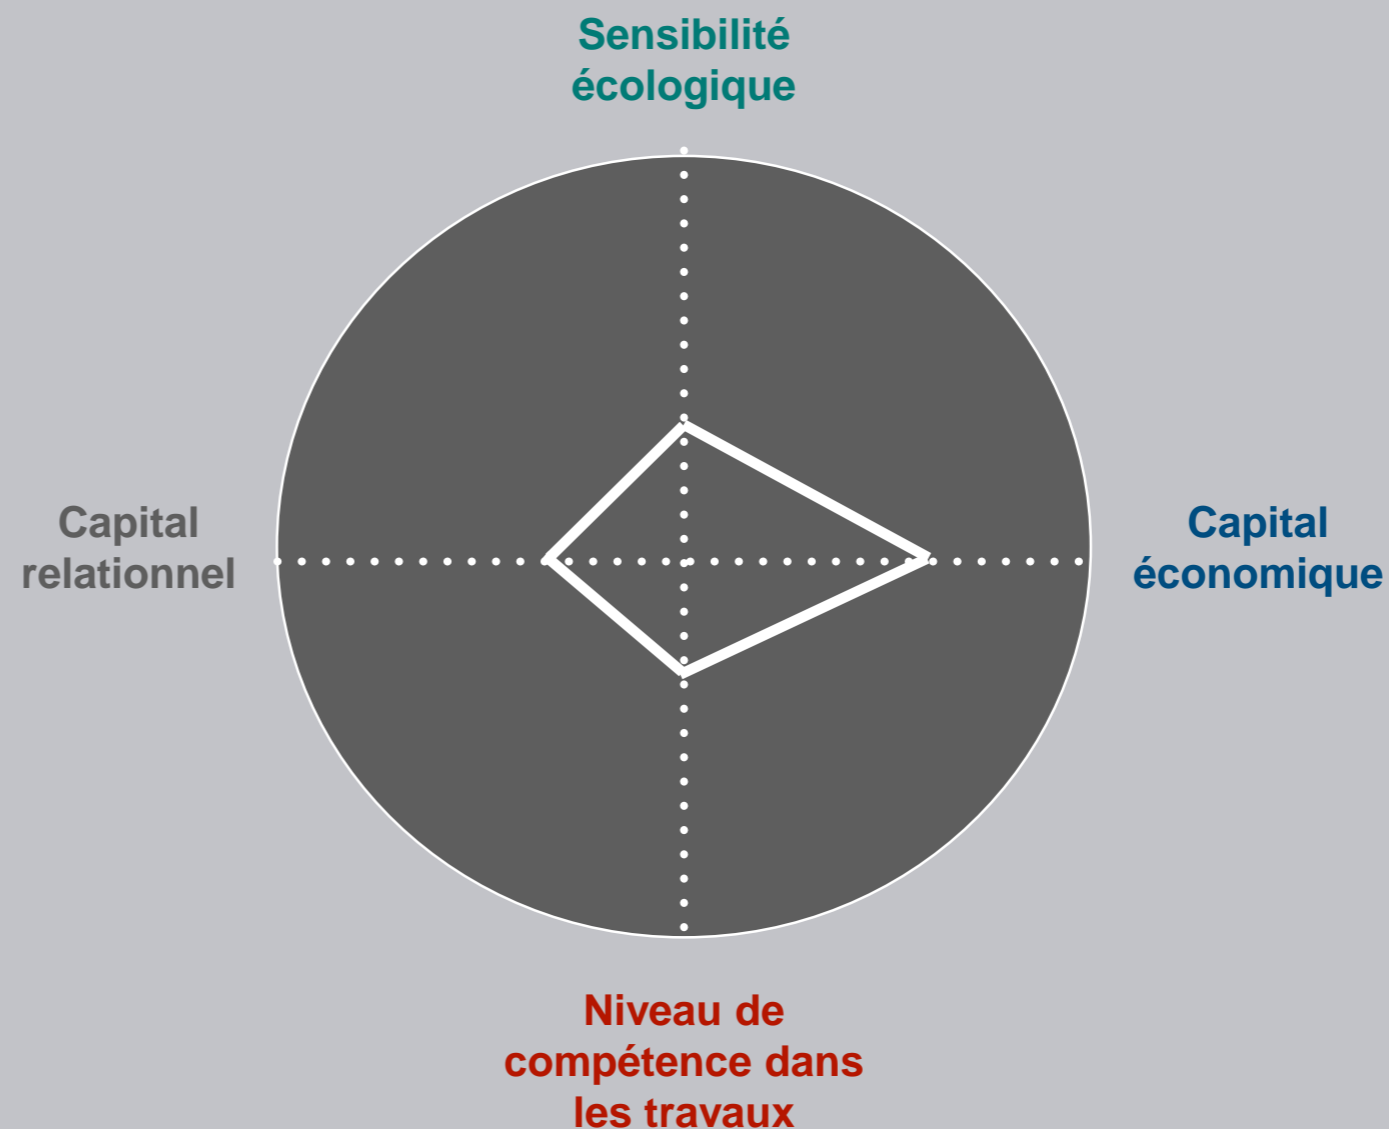 Sensibilité
écologique
Capital
relationnel
Capital
économique
Niveau de
compétence dans
les travaux